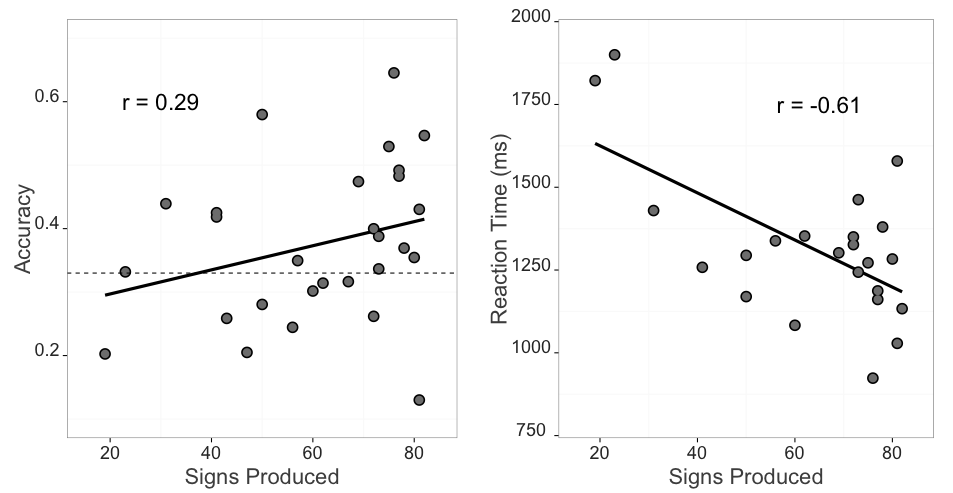 r = 0.29
0.6
0.4
0.2
Accuracy
20 40 60 80
Signs Produced
r = -0.61
2000
1750
1500
1250
1000
750
Reaction Time (ms)
20 40 60 80
Signs Produced